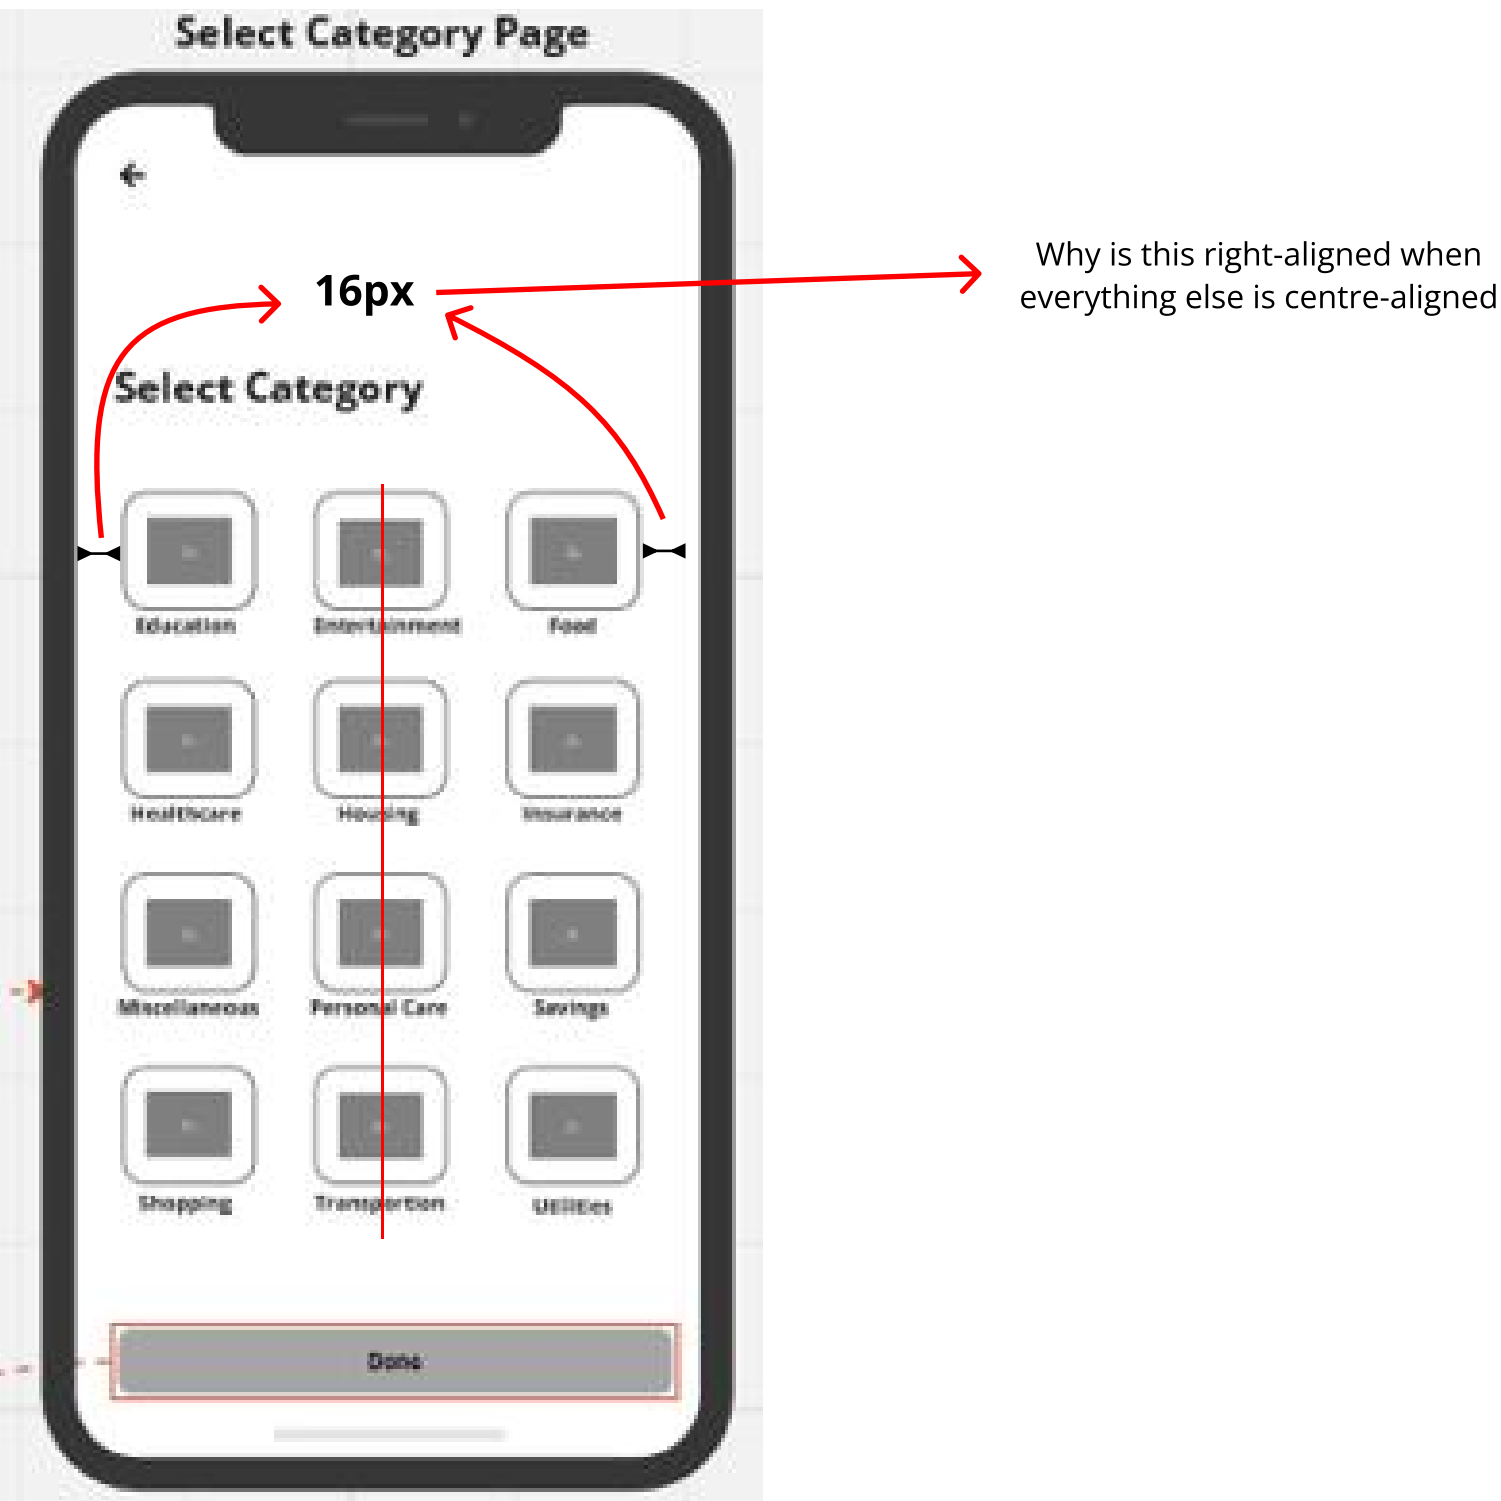 Select Category Page
16px
Why is this right-aligned when
everything else is centre-aligned
Select Category
Education Entertainment Food
Healthcare Housing Insurance
Miscellaneous Personal Care Savings
Shopping Transportion Utilities
Done